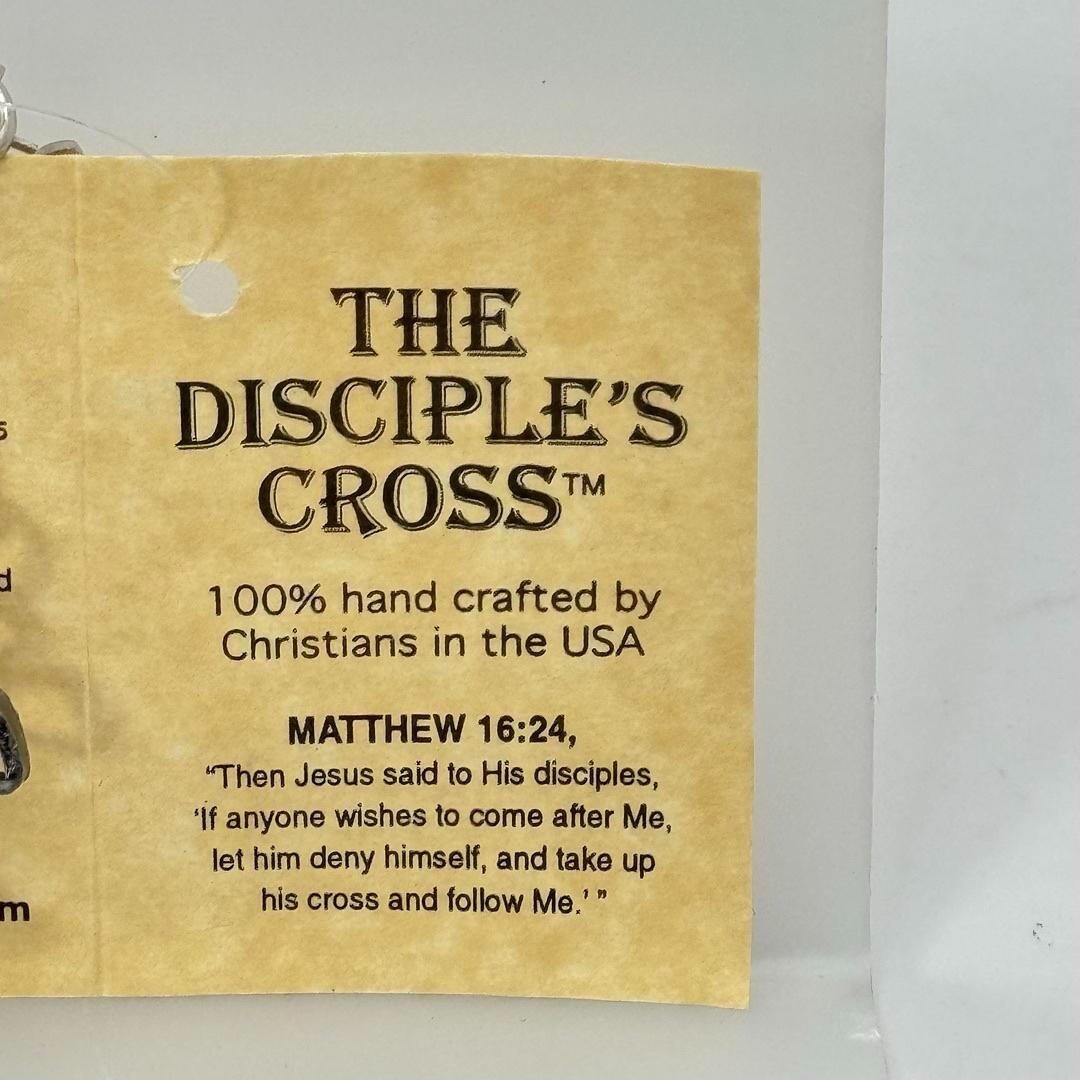 THE
DISCIPLE'S
CROSS™
100% hand crafted by
Christians in the USA
MATTHEW 16:24,
“Then Jesus said to His disciples,
‘If anyone wishes to come after Me,
let him deny himself, and take up
his cross and follow Me.’ ”